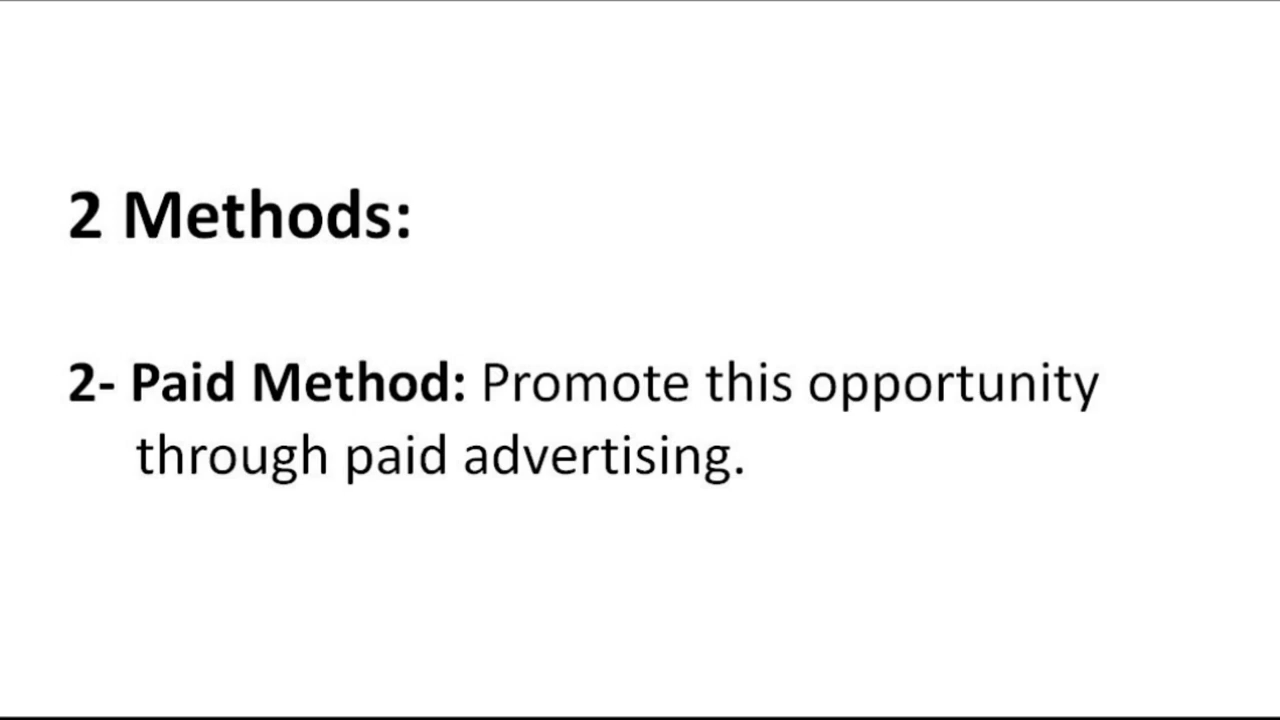 2 Methods:
2- Paid Method: Promote this opportunity
through paid advertising.